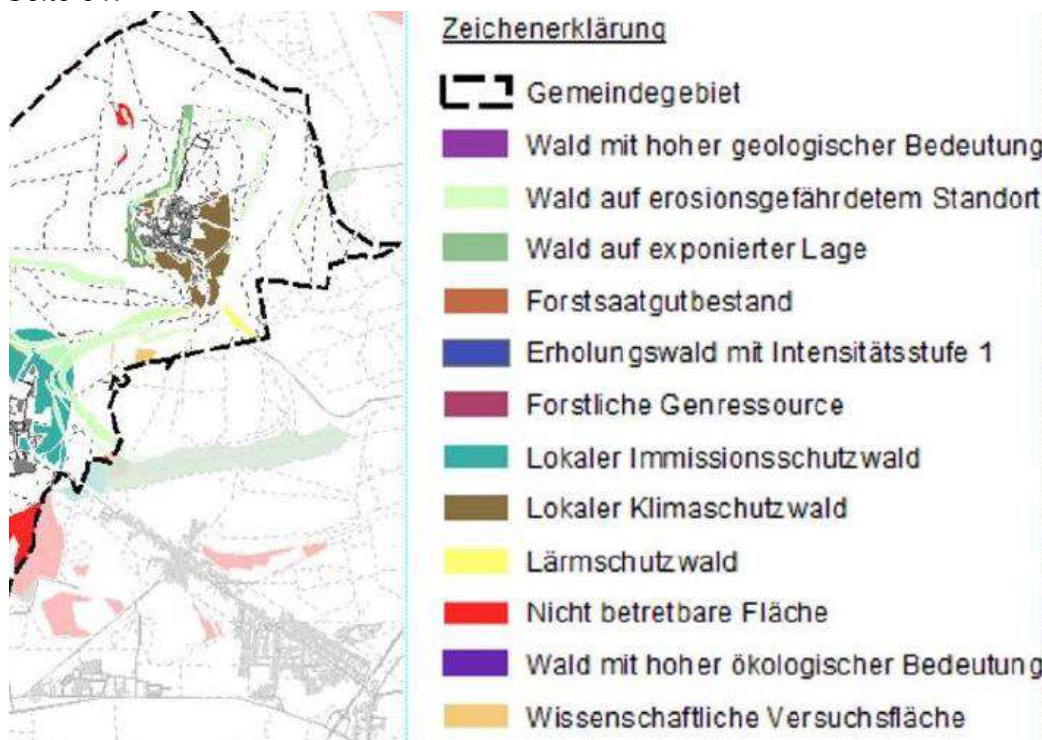 Zeichenerklärung
Gemeindegebiet
Wald mit hoher geologischer Bedeutung
Wald auf erosionsgefährdetem Standort
Wald auf exponierter Lage
Forstsaatgutbestand
Erholungswald mit Intensitätsstufe 1
Forstliche Genressource
Lokaler Immissionsschutzwald
Lokaler Klimaschutzwald
Lärmschutzwald
Nicht betretbare Fläche
Wald mit hoher ökologischer Bedeutung
Wissenschaftliche Versuchsfläche